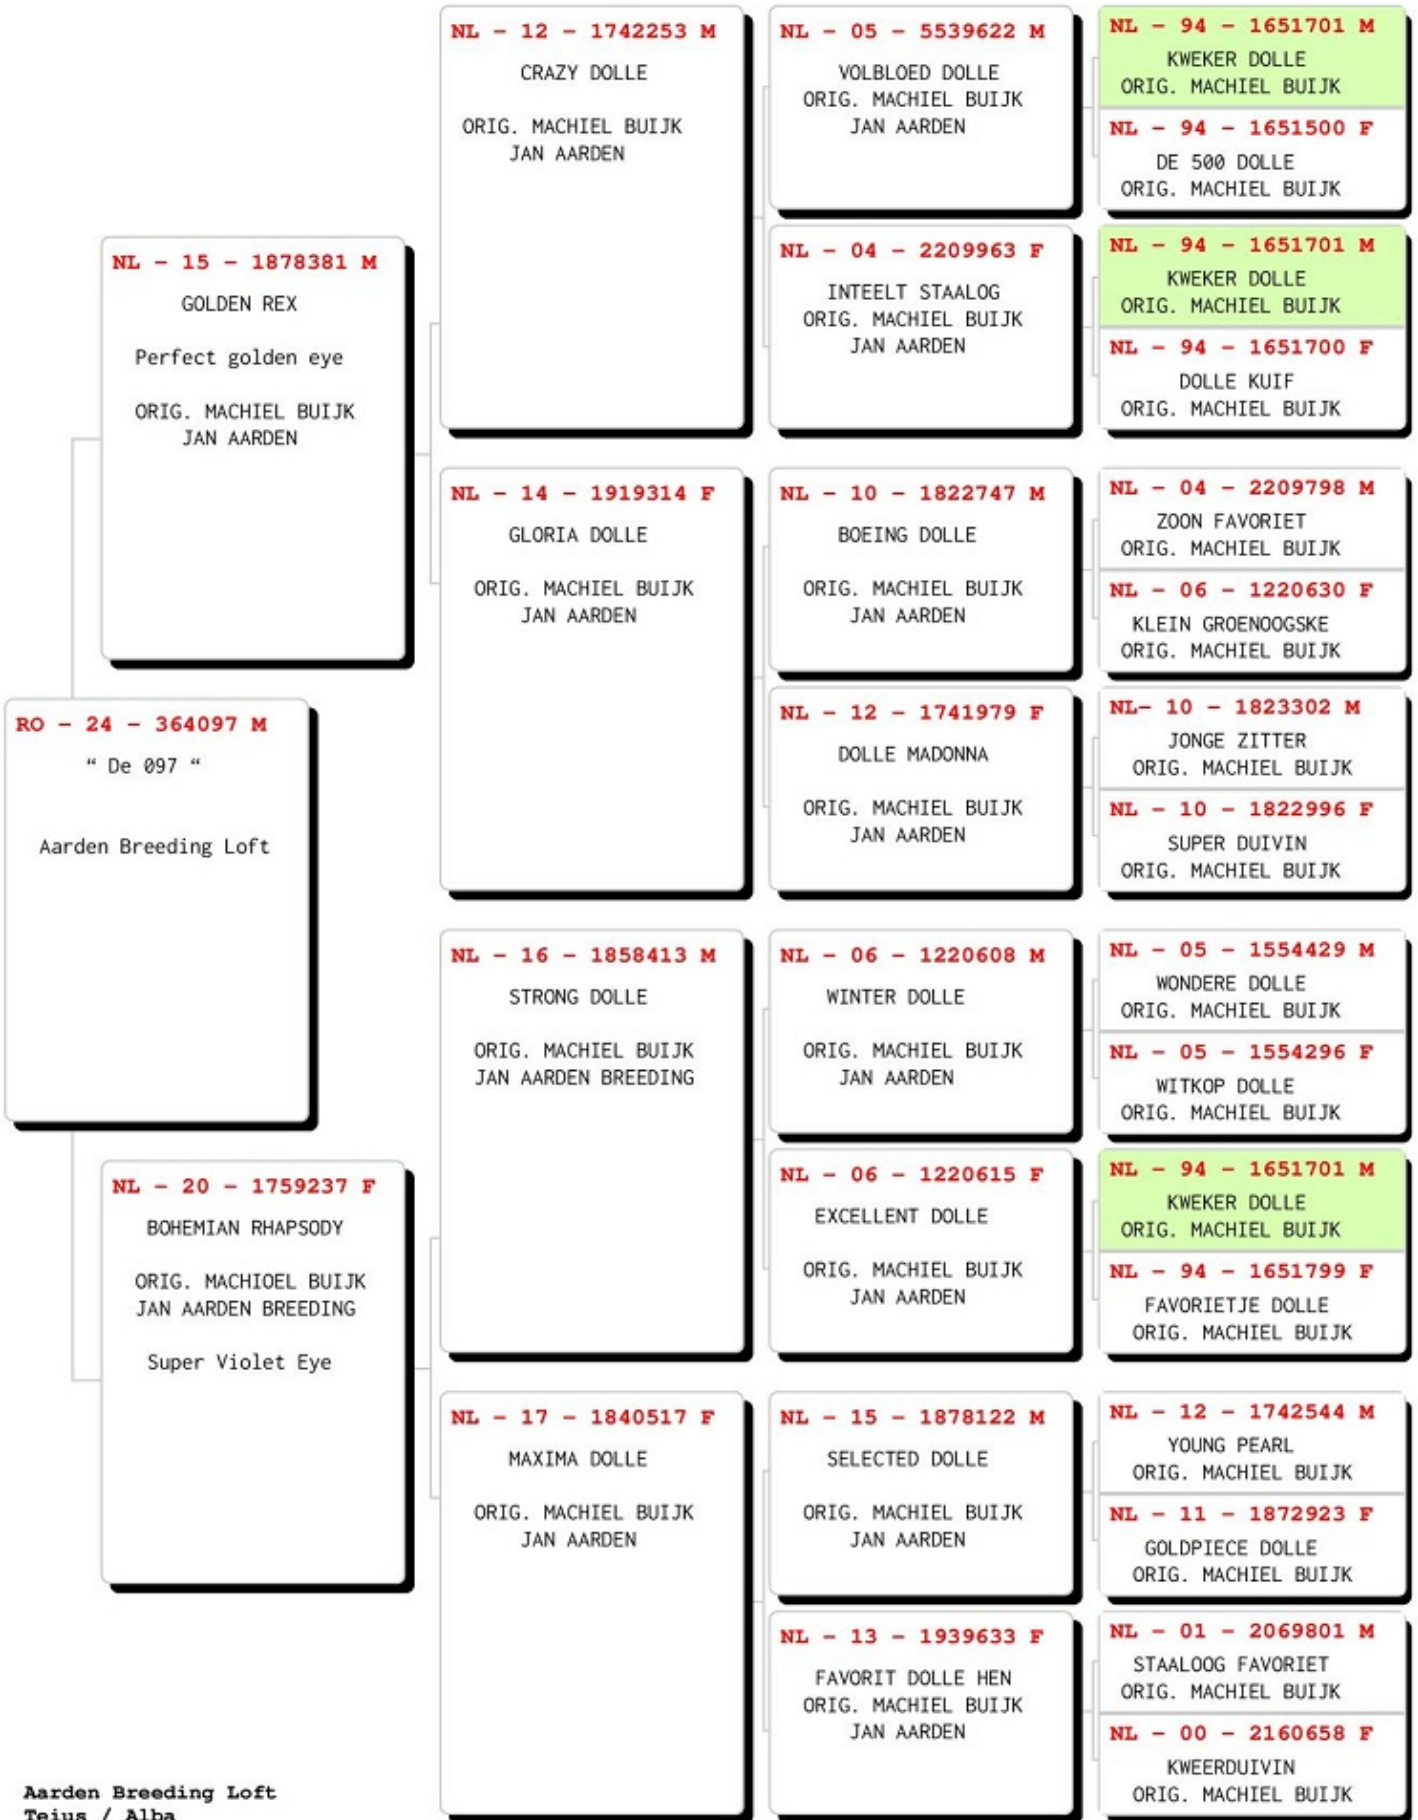 RO - 24 - 364097 M
“ De 097 “
Aarden Breeding Loft
NL - 15 - 1878381 M
GOLDEN REX
Perfect golden eye
ORIG. MACHIEL BUIJK
JAN AARDEN
NL - 20 - 1759237 F
BOHEMIAN RHAPSODY
ORIG. MACHIOEL BUIJK
JAN AARDEN BREEDING
Super Violet Eye
NL - 12 - 1742253 M
CRAZY DOLLE
ORIG. MACHIEL BUIJK
JAN AARDEN
NL - 14 - 1919314 F
GLORIA DOLLE
ORIG. MACHIEL BUIJK
JAN AARDEN
NL - 16 - 1858413 M
STRONG DOLLE
ORIG. MACHIEL BUIJK
JAN AARDEN BREEDING
NL - 17 - 1840517 F
MAXIMA DOLLE
ORIG. MACHIEL BUIJK
JAN AARDEN
NL - 05 - 5539622 M
VOLBLOED DOLLE
ORIG. MACHIEL BUIJK
JAN AARDEN
NL - 04 - 2209963 F
INTEELT STAALOG
ORIG. MACHIEL BUIJK
JAN AARDEN
NL - 10 - 1822747 M
BOEING DOLLE
ORIG. MACHIEL BUIJK
JAN AARDEN
NL - 12 - 1741979 F
DOLLE MADONNA
ORIG. MACHIEL BUIJK
JAN AARDEN
NL - 06 - 1220608 M
WINTER DOLLE
ORIG. MACHIEL BUIJK
JAN AARDEN
NL - 06 - 1220615 F
EXCELLENT DOLLE
ORIG. MACHIEL BUIJK
JAN AARDEN
NL - 15 - 1878122 M
SELECTED DOLLE
ORIG. MACHIEL BUIJK
JAN AARDEN
NL - 13 - 1939633 F
FAVORIT DOLLE HEN
ORIG. MACHIEL BUIJK
JAN AARDEN
NL - 94 - 1651701 M
KWEKER DOLLE
ORIG. MACHIEL BUIJK
NL - 94 - 1651500 F
DE 500 DOLLE
ORIG. MACHIEL BUIJK
NL - 94 - 1651701 M
KWEKER DOLLE
ORIG. MACHIEL BUIJK
NL - 94 - 1651700 F
DOLLE KUIF
ORIG. MACHIEL BUIJK
NL - 04 - 2209798 M
ZOON FAVORIET
ORIG. MACHIEL BUIJK
NL - 06 - 1220630 F
KLEIN GROENOOGSKE
ORIG. MACHIEL BUIJK
NL- 10 - 1823302 M
JONGE ZITTER
ORIG. MACHIEL BUIJK
NL - 10 - 1822996 F
SUPER DUIVIN
ORIG. MACHIEL BUIJK
NL - 05 - 1554429 M
WONDERE DOLLE
ORIG. MACHIEL BUIJK
NL - 05 - 1554296 F
WITKOP DOLLE
ORIG. MACHIEL BUIJK
NL - 94 - 1651701 M
KWEKER DOLLE
ORIG. MACHIEL BUIJK
NL - 94 - 1651799 F
FAVORIETJE DOLLE
ORIG. MACHIEL BUIJK
NL - 12 - 1742544 M
YOUNG PEARL
ORIG. MACHIEL BUIJK
NL - 11 - 1872923 F
GOLDPIECE DOLLE
ORIG. MACHIEL BUIJK
NL - 01 - 2069801 M
STAALOOG FAVORIET
ORIG. MACHIEL BUIJK
NL - 00 - 2160658 F
KWEERDUIVIN
ORIG. MACHIEL BUIJK
Aarden Breeding Loft
Teius / Alba